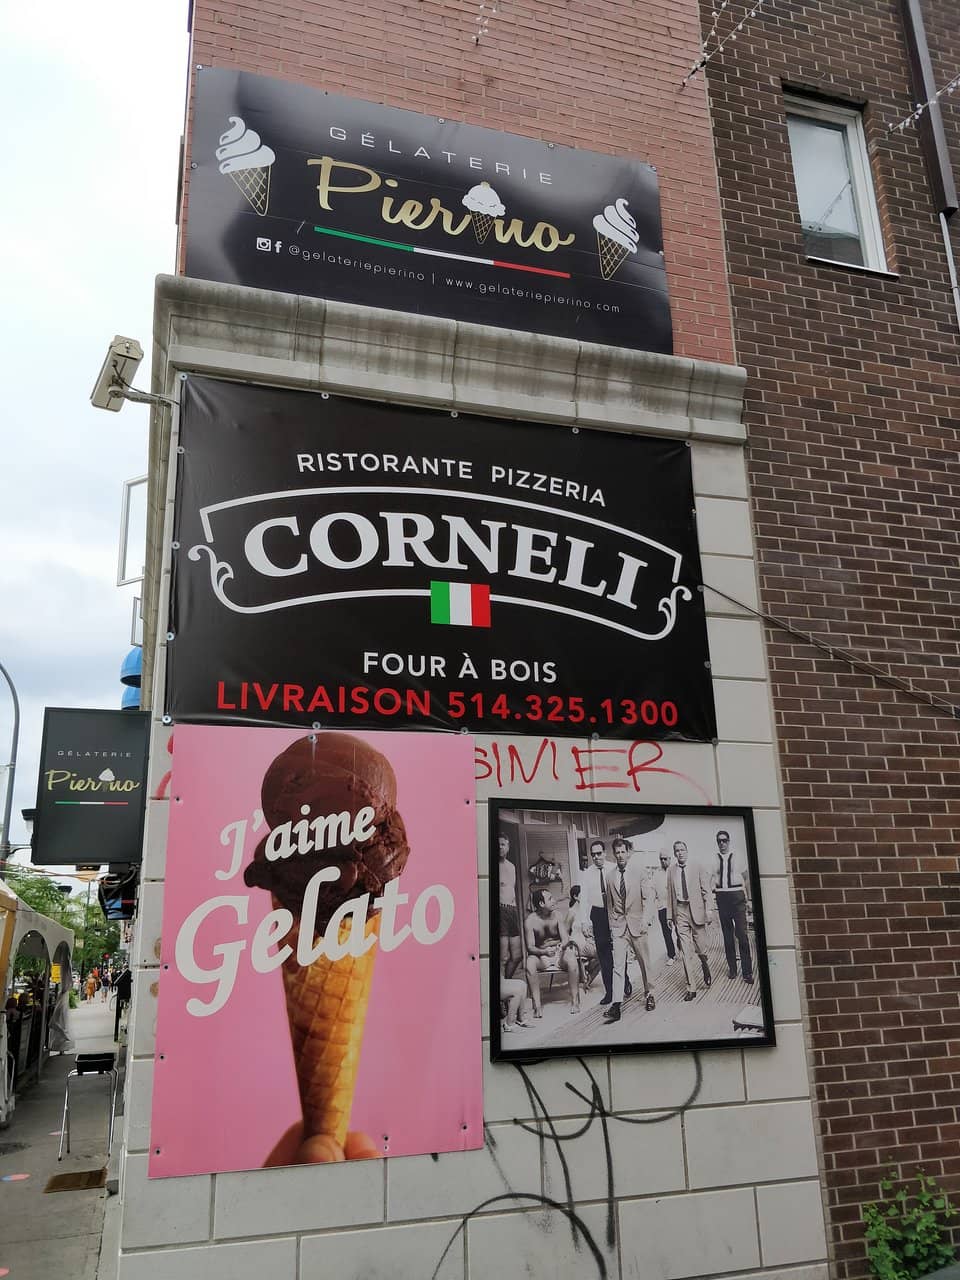 GÉLATERIE
Pierino
@gelateriepierino | www.gelateriepierino.com
RISTORANTE PIZZERIA
CORNELI
FOUR À BOIS
LIVRAISON 514.325.1300
GÉLATERIE
Pierino
J'aime
Gelato